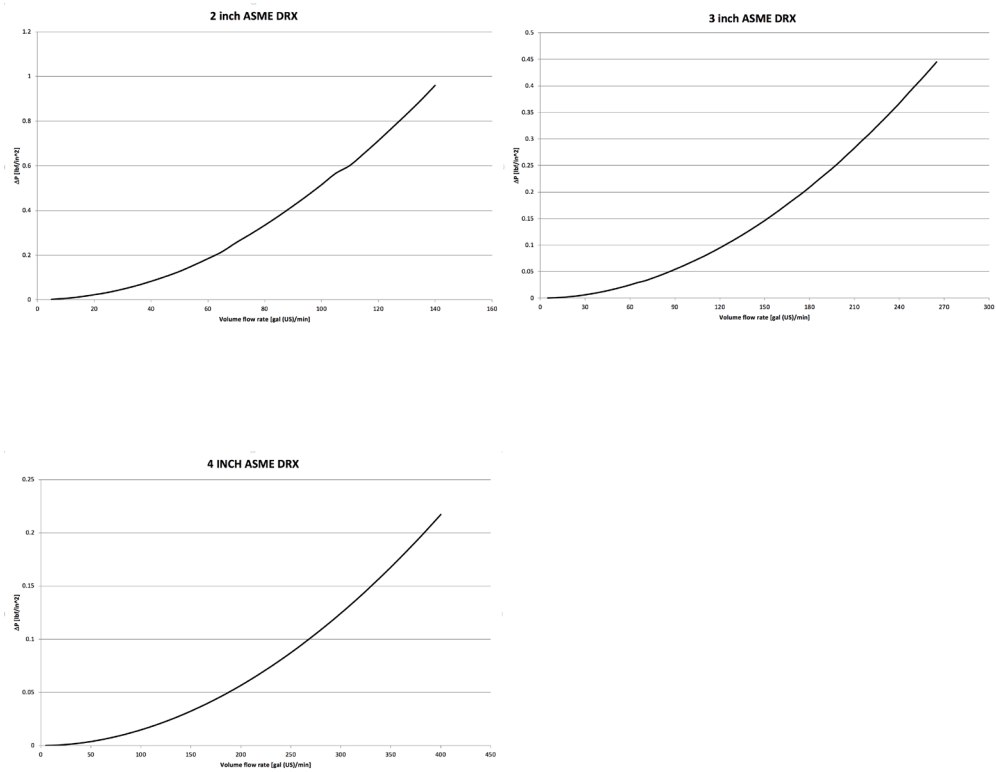 2 inch ASME DRX
1.2
1
0.8
0.6
0.4
0.2
0
ΔP [lbf/in^2]
0 20 40 60 80 100 120 140 160
Volume flow rate [gal (US)/min]
3 inch ASME DRX
0.5
0.45
0.4
0.35
0.3
0.25
0.2
0.15
0.1
0.05
0
ΔP [lbf/in^2]
0 30 60 90 120 150 180 210 240 270 300
Volume flow rate [gal (US)/min]
4 INCH ASME DRX
0.25
0.2
0.15
0.1
0.05
0
ΔP [lbf/in^2]
0 50 100 150 200 250 300 350 400 450
Volume flow rate [gal (US)/min]